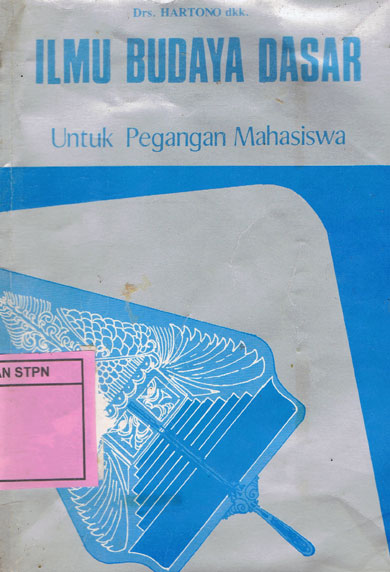 Drs. HARTONO dkk.
ILMU BUDAYA DASAR
Untuk Pegangan Mahasiswa
AN STPN